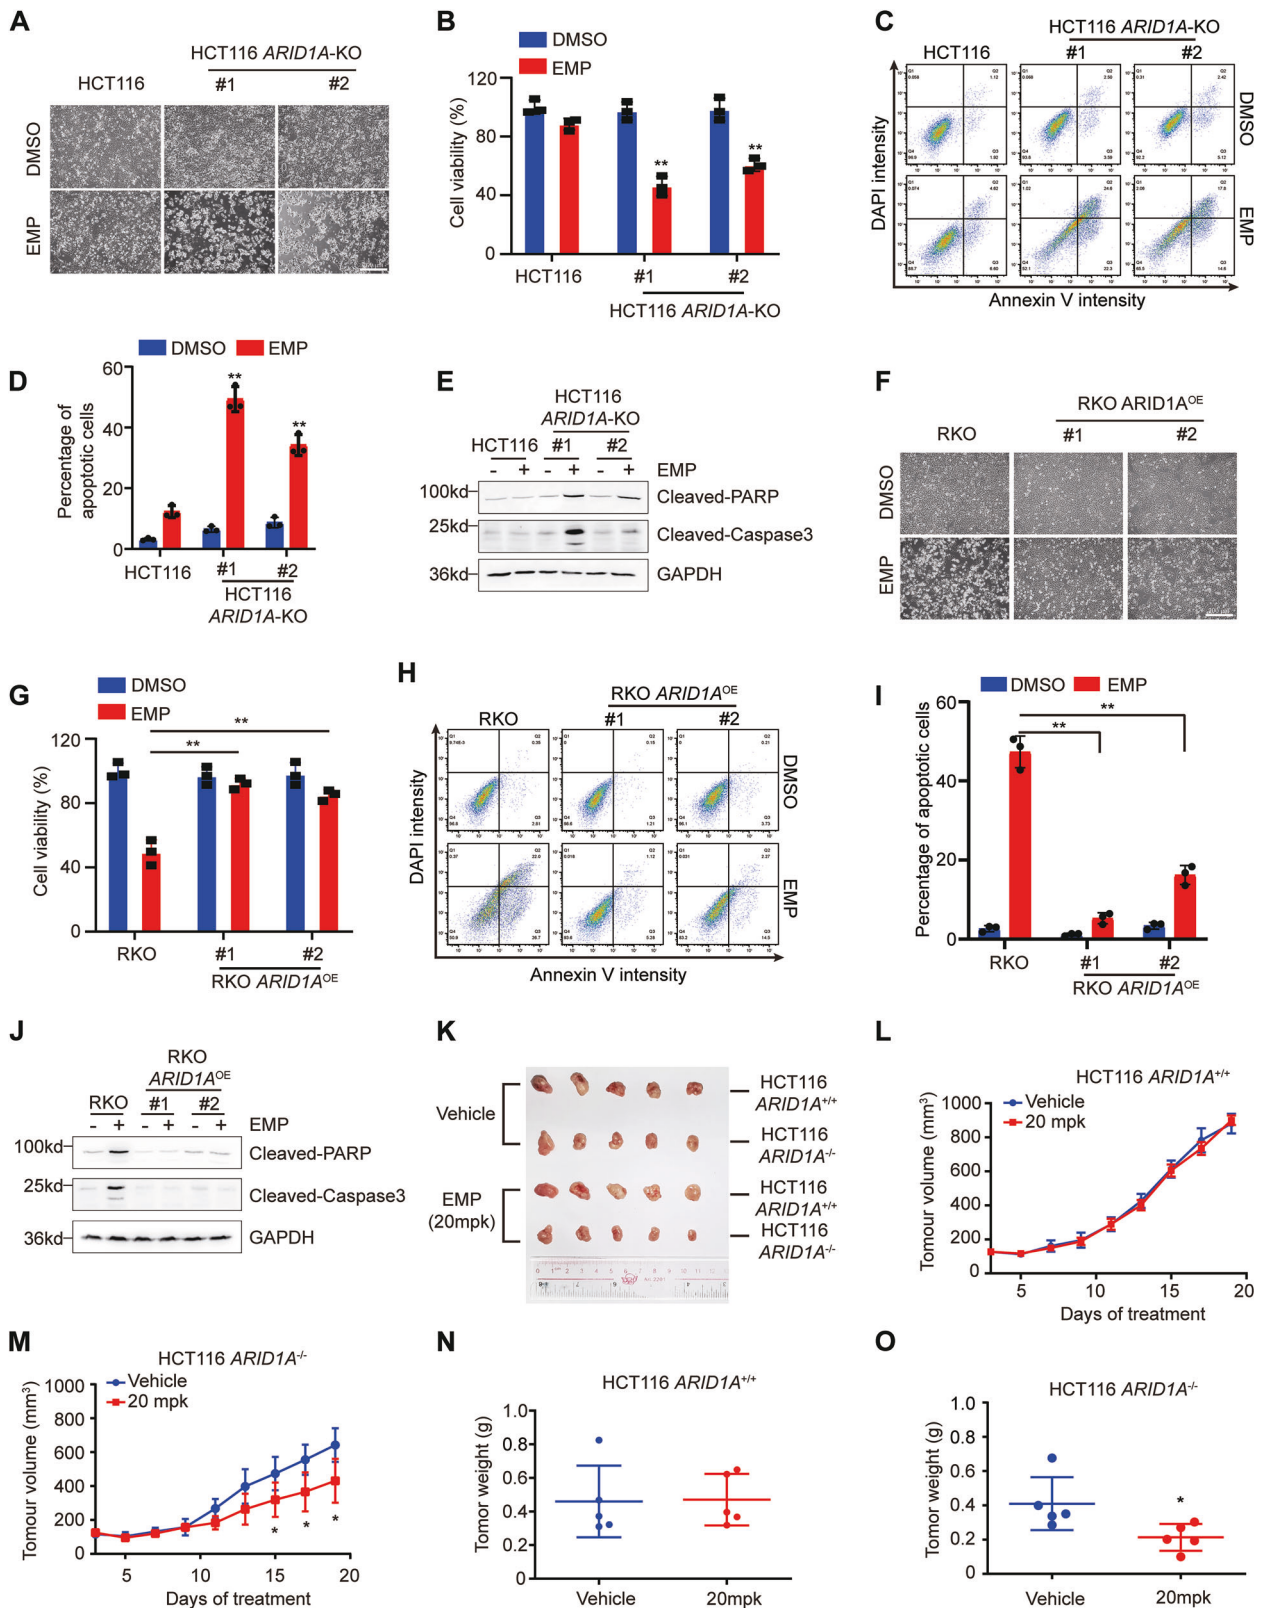 A
HCT116 ARID1A-KO
HCT116 #1 #2
DMSO
EMP
B
DMSO
EMP
Cell viability (%)
120
80
40
0
** **
HCT116 #1 #2
HCT116 ARID1A-KO
C
HCT116 ARID1A-KO
HCT116 #1 #2
DMSO
EMP
DAPI intensity
Annexin V intensity
D
DMSO EMP
Percentage of
apoptotic cells
60
40
20
0
** **
HCT116 #1 #2
HCT116
ARID1A-KO
E
HCT116
ARID1A-KO
HCT116 #1 #2
- + - + - + EMP
100kd Cleaved-PARP
25kd Cleaved-Caspase3
36kd GAPDH
F
RKO ARID1A^OE
RKO #1 #2
DMSO
EMP
G
DMSO
EMP
Cell viability (%)
120
80
40
0
**
**
RKO #1 #2
RKO ARID1A^OE
H
RKO ARID1A^OE
RKO #1 #2
DMSO
EMP
DAPI intensity
Annexin V intensity
I
DMSO EMP
Percentage of apoptotic cells
60
40
20
0
**
**
RKO #1 #2
RKO ARID1A^OE
J
RKO
ARID1A^OE
RKO #1 #2
- + - + - + EMP
100kd Cleaved-PARP
25kd Cleaved-Caspase3
36kd GAPDH
K
Vehicle
HCT116
ARID1A+/+
HCT116
ARID1A-/-
EMP
(20mpk)
HCT116
ARID1A+/+
HCT116
ARID1A-/-
L
HCT116 ARID1A+/+
Vehicle
20 mpk
Tomour volume (mm³)
1000
800
600
400
200
0
5 10 15 20
Days of treatment
M
HCT116 ARID1A-/-
Vehicle
20 mpk
Tomour volume (mm³)
1000
800
600
400
200
0
* * *
5 10 15 20
Days of treatment
N
HCT116 ARID1A+/+
Tomor weight (g)
1.0
0.8
0.6
0.4
0.2
0
Vehicle 20mpk
O
HCT116 ARID1A-/-
Tomor weight (g)
1.0
0.8
0.6
0.4
0.2
0
*
Vehicle 20mpk